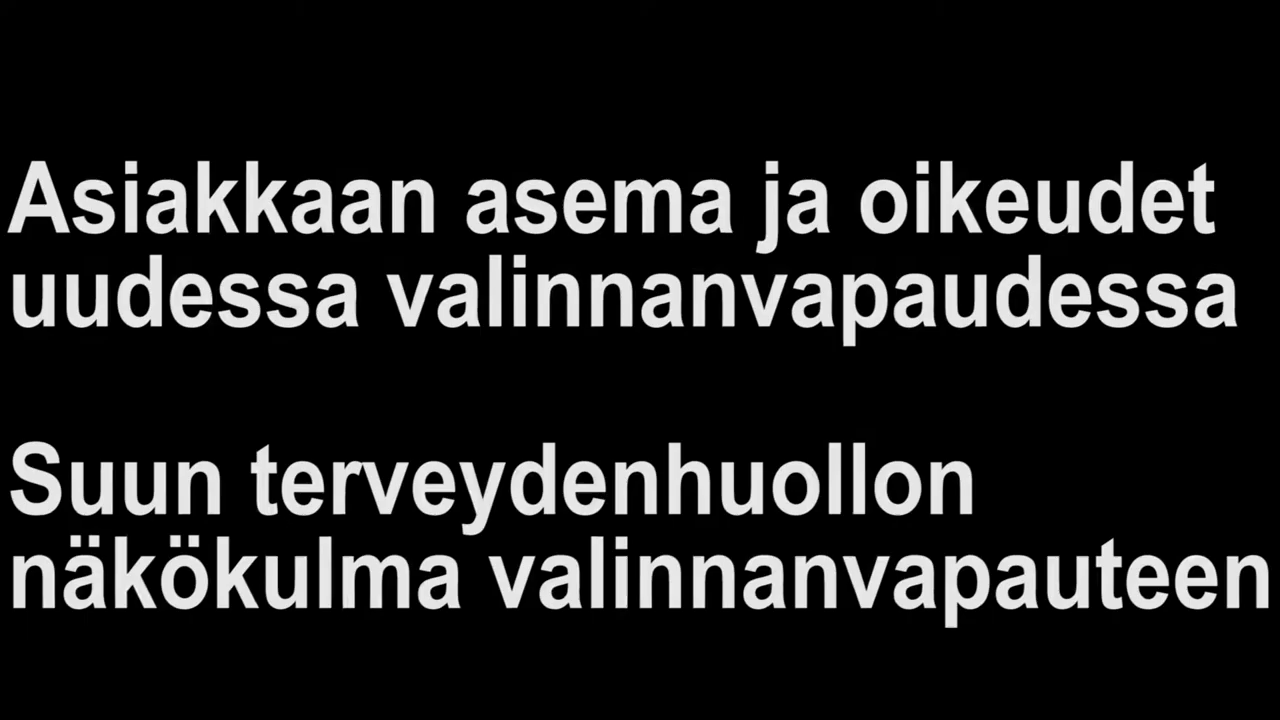 Asiakkaan asema ja oikeudet
uudessa valinnanvapaudessa
Suun terveydenhuollon
näkökulma valinnanvapauteen